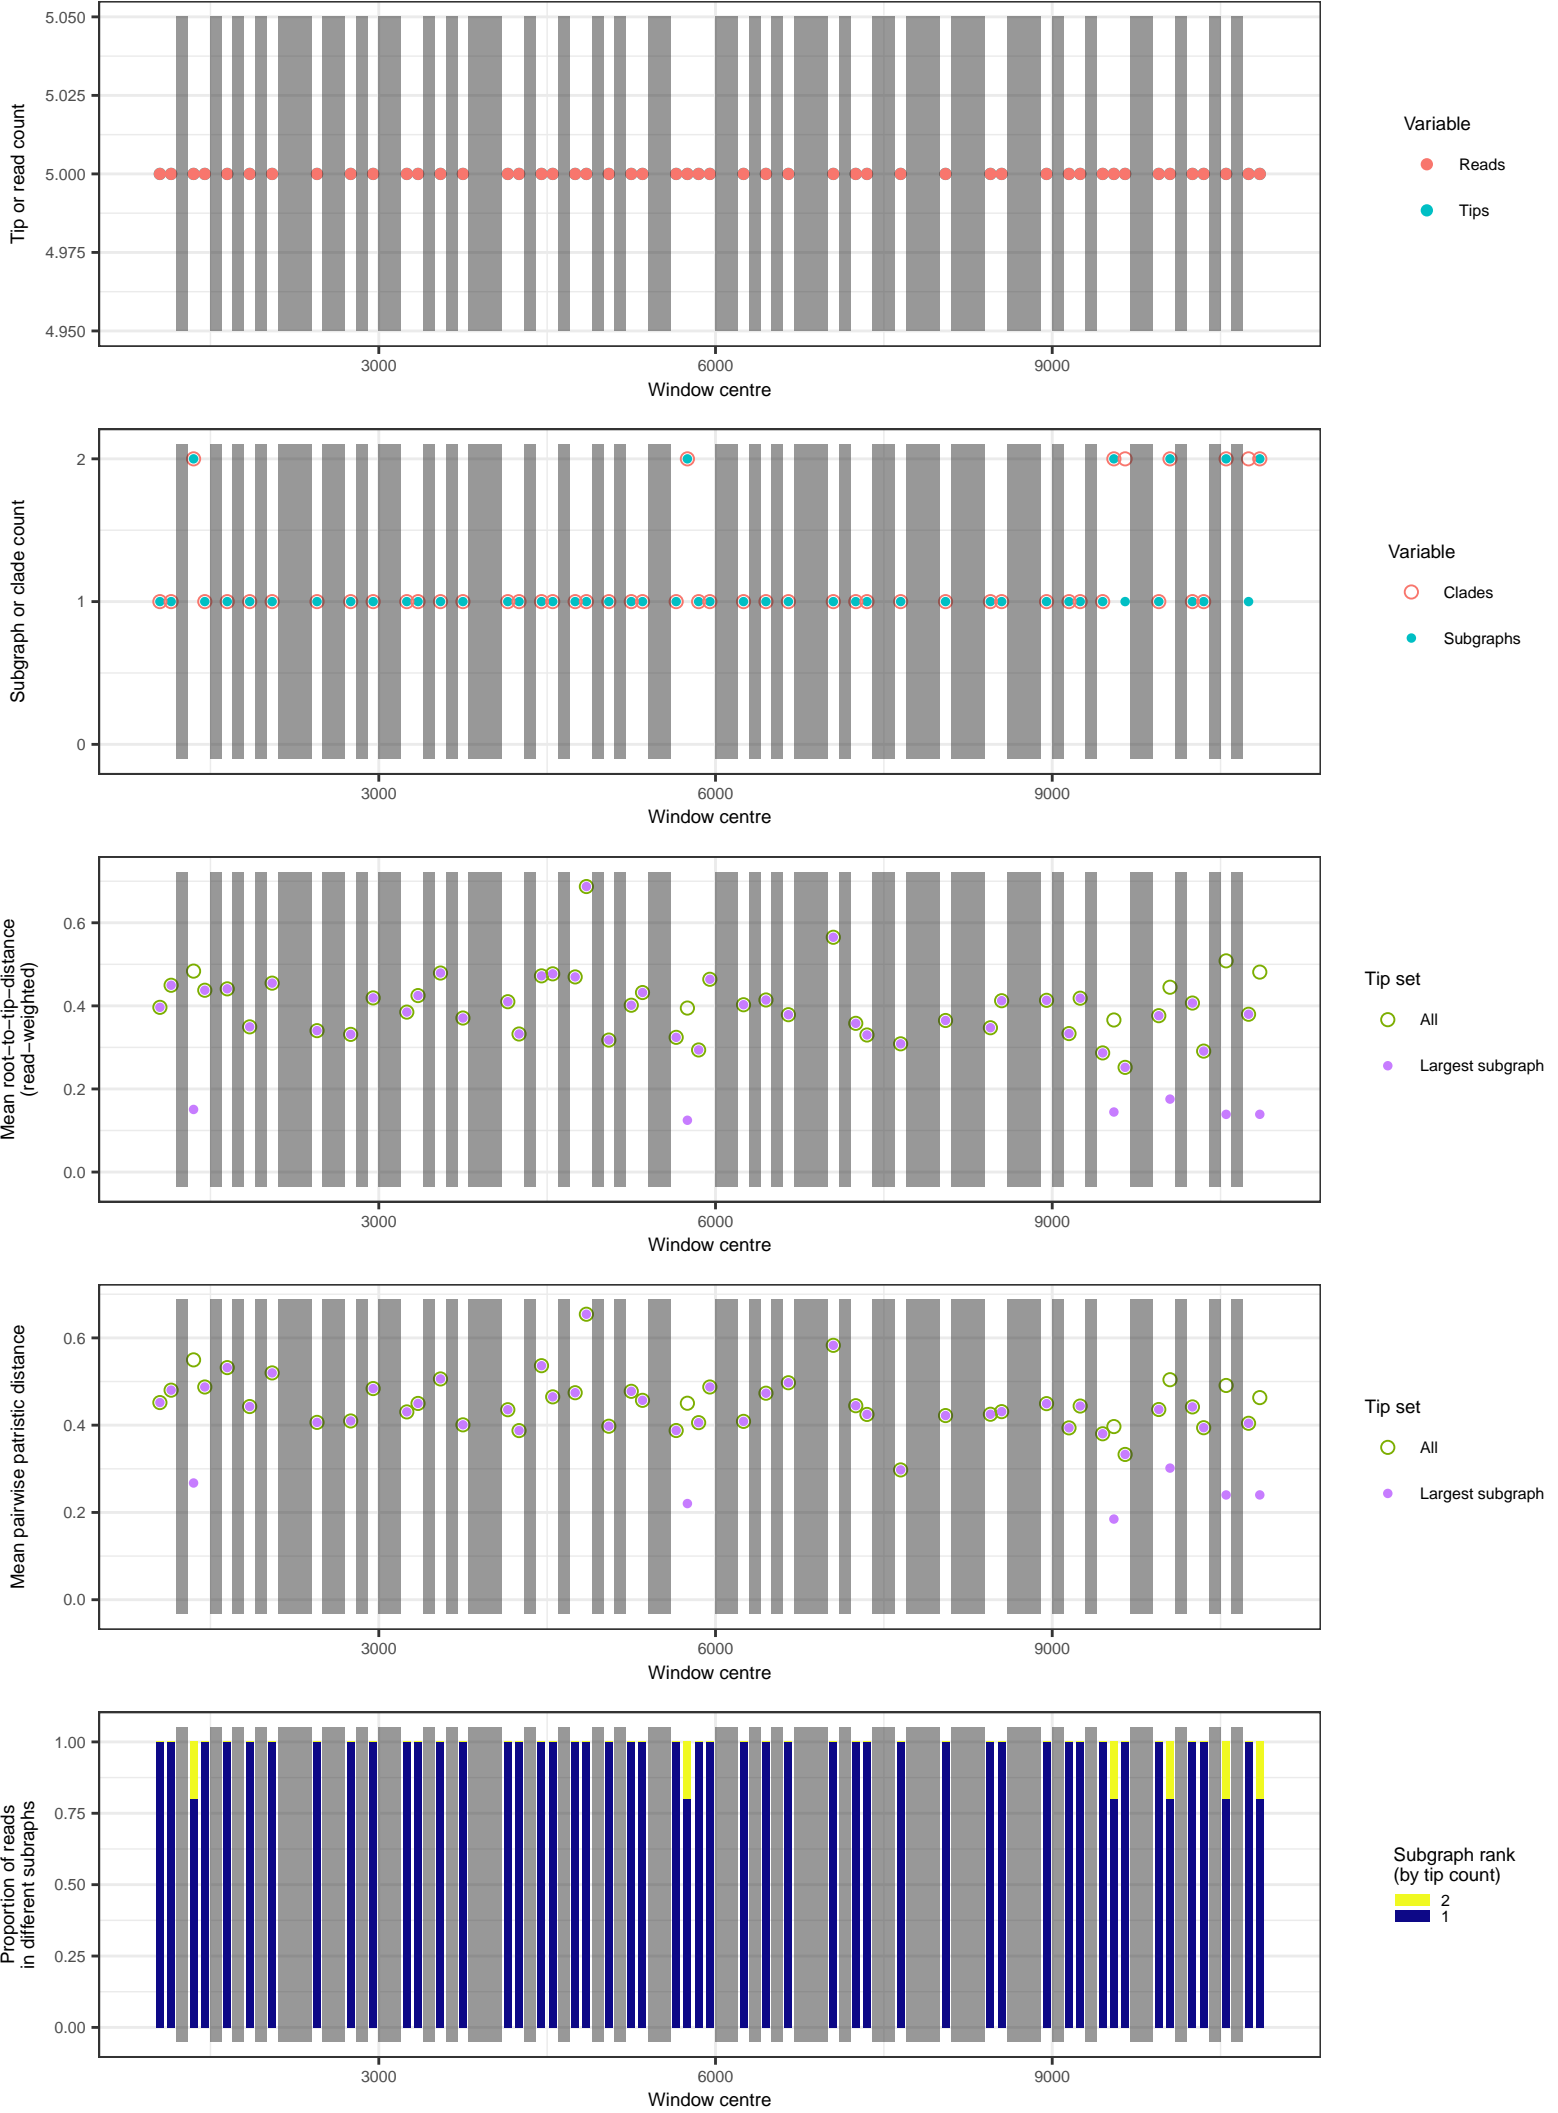 5.050
5.025
5.000
4.975
4.950
Tip or read count
3000
6000
9000
Window centre
Variable
Reads
Tips
2
1
0
Subgraph or clade count
3000
6000
9000
Window centre
Variable
Clades
Subgraphs
0.6
0.4
0.2
0.0
Mean root−to−tip−distance
(read−weighted)
3000
6000
9000
Window centre
Tip set
All
Largest subgraph
0.6
0.4
0.2
0.0
Mean pairwise patristic distance
3000
6000
9000
Window centre
Tip set
All
Largest subgraph
1.00
0.75
0.50
0.25
0.00
Proportion of reads
in different subraphs
3000
6000
9000
Window centre
Subgraph rank
(by tip count)
2
1